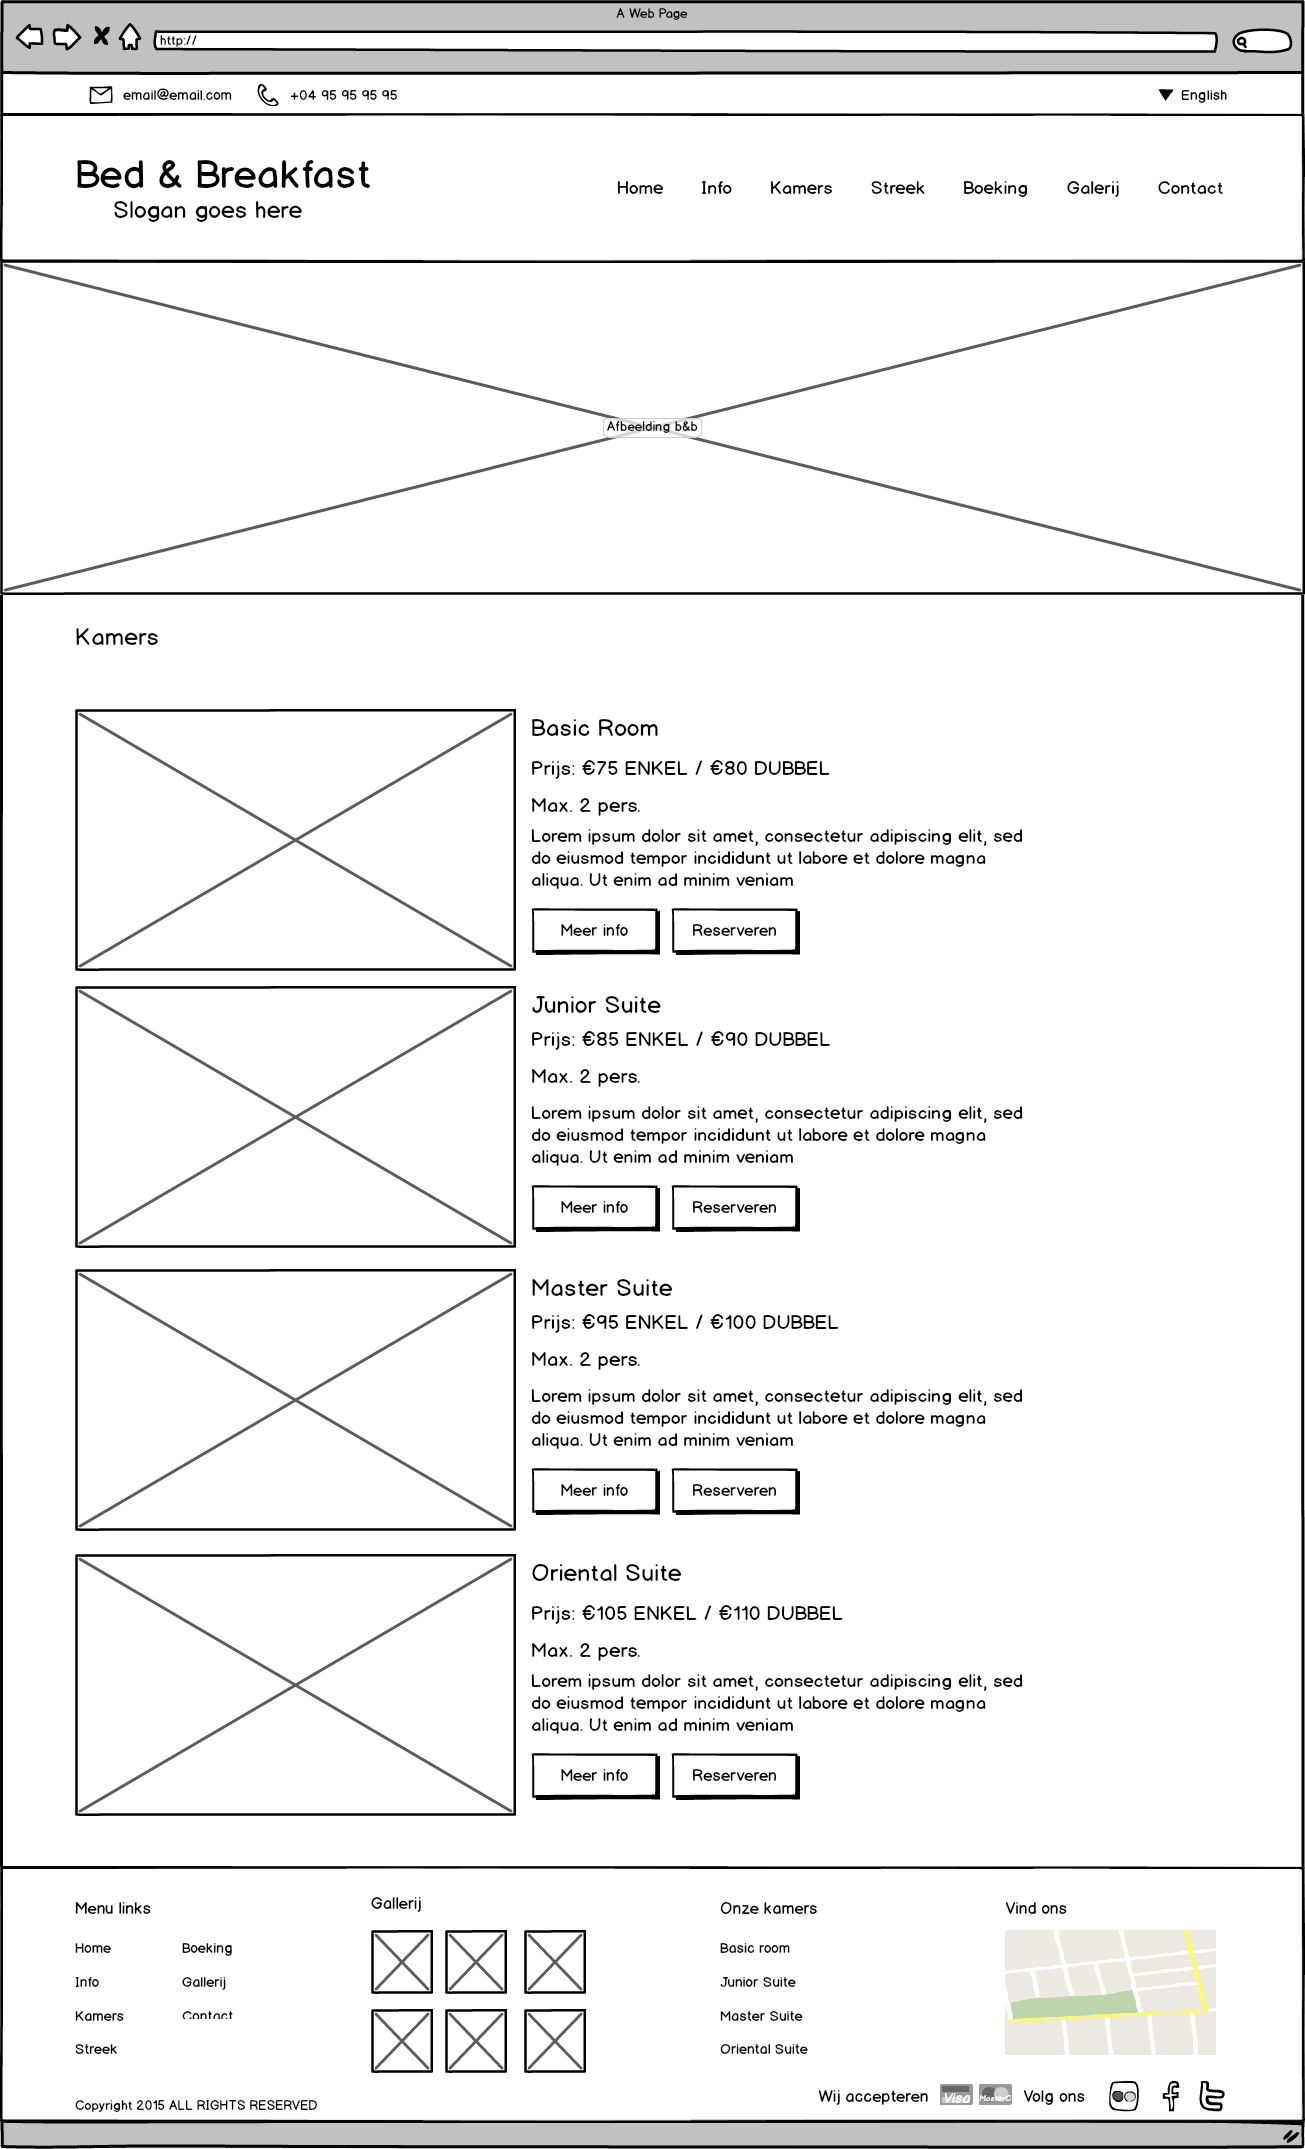 A Web Page
http://
email@email.com +04 95 95 95 95 English
Bed & Breakfast
Slogan goes here
Home Info Kamers Streek Boeking Galerij Contact
Afbeelding b&b
Kamers
Basic Room
Prijs: €75 ENKEL / €80 DUBBEL
Max. 2 pers.
Lorem ipsum dolor sit amet, consectetur adipiscing elit, sed
do eiusmod tempor incididunt ut labore et dolore magna
aliqua. Ut enim ad minim veniam
Meer info Reserveren
Junior Suite
Prijs: €85 ENKEL / €90 DUBBEL
Max. 2 pers.
Lorem ipsum dolor sit amet, consectetur adipiscing elit, sed
do eiusmod tempor incididunt ut labore et dolore magna
aliqua. Ut enim ad minim veniam
Meer info Reserveren
Master Suite
Prijs: €95 ENKEL / €100 DUBBEL
Max. 2 pers.
Lorem ipsum dolor sit amet, consectetur adipiscing elit, sed
do eiusmod tempor incididunt ut labore et dolore magna
aliqua. Ut enim ad minim veniam
Meer info Reserveren
Oriental Suite
Prijs: €105 ENKEL / €110 DUBBEL
Max. 2 pers.
Lorem ipsum dolor sit amet, consectetur adipiscing elit, sed
do eiusmod tempor incididunt ut labore et dolore magna
aliqua. Ut enim ad minim veniam
Meer info Reserveren
Menu links
Home Boeking
Info Gallerij
Kamers Contact
Streek
Gallerij
Onze kamers
Basic room
Junior Suite
Master Suite
Oriental Suite
Vind ons
Wij accepteren Visa MasterC Volg ons
Copyright 2015 ALL RIGHTS RESERVED